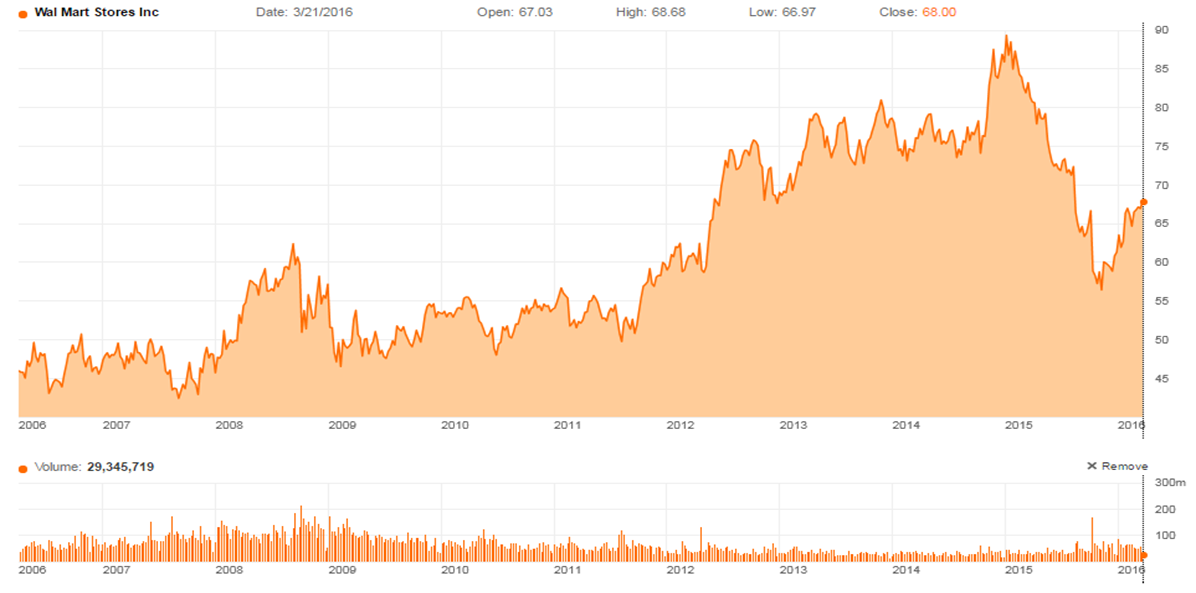 Wal Mart Stores Inc Date: 3/21/2016 Open: 67.03 High: 68.68 Low: 66.97 Close: 68.00
90
85
80
75
70
65
60
55
50
45
2006 2007 2008 2009 2010 2011 2012 2013 2014 2015 2016
Volume: 29,345,719 × Remove
300m
200
100
2006 2007 2008 2009 2010 2011 2012 2013 2014 2015 2016